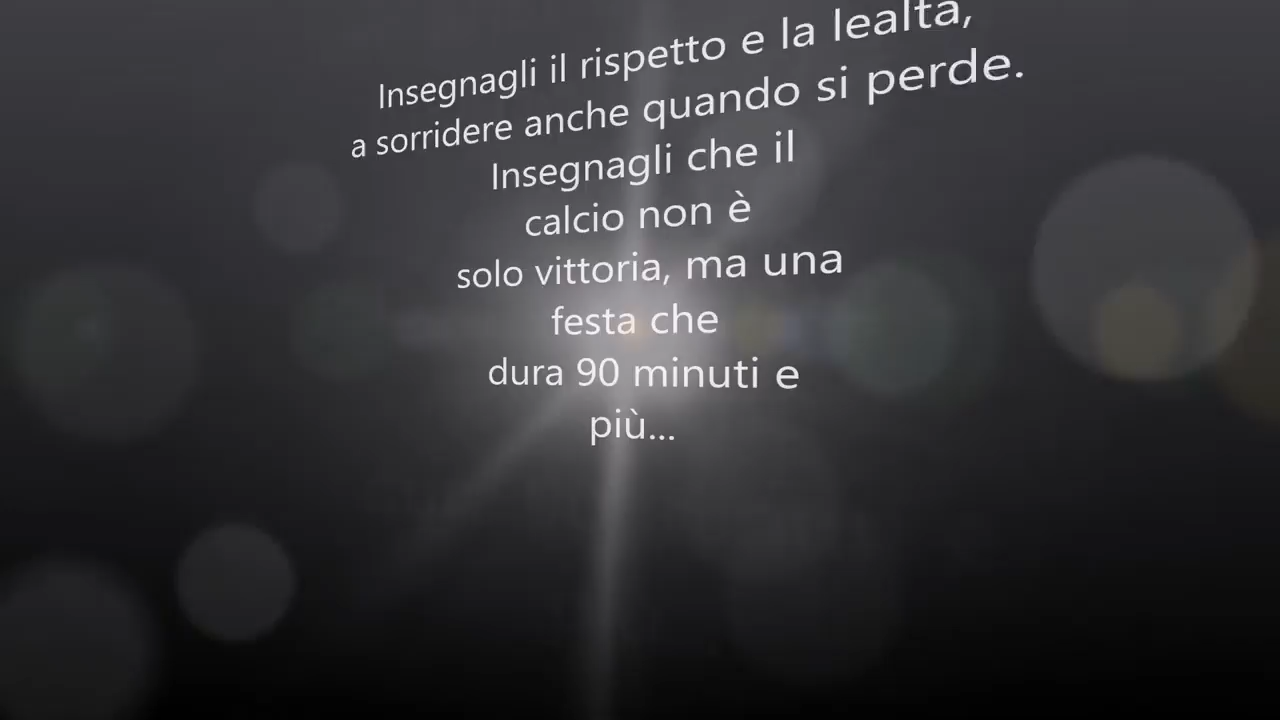 Insegnagli il rispetto e la lealtà,
a sorridere anche quando si perde.
Insegnagli che il
calcio non è
solo vittoria, ma una
festa che
dura 90 minuti e
più...